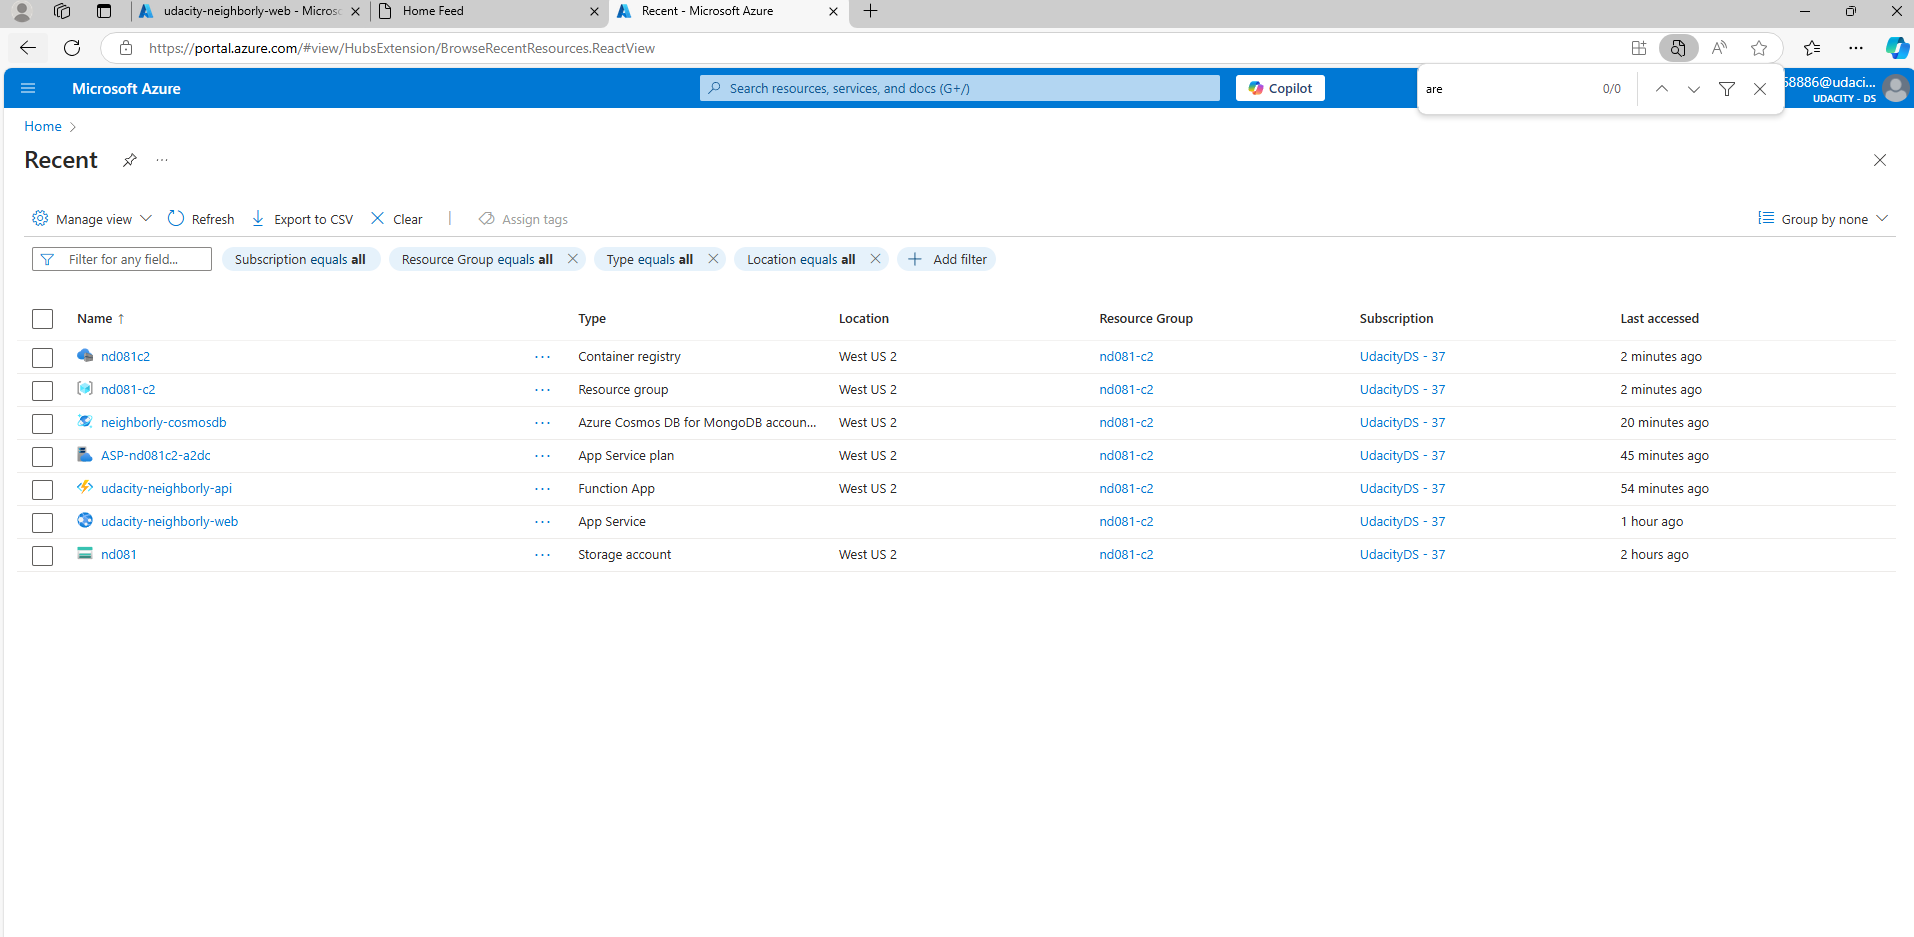 udacity-neighborly-web - Microsc
Home Feed
Recent - Microsoft Azure
https://portal.azure.com/#view/HubsExtension/BrowseRecentResources.ReactView
Microsoft Azure
Search resources, services, and docs (G+/)
Copilot
are
0/0
68886@udaci...
UDACITY - DS
Home
Recent
Manage view
Refresh
Export to CSV
Clear
Assign tags
Group by none
Filter for any field...
Subscription equals all
Resource Group equals all
Type equals all
Location equals all
Add filter
Name ↑ Type Location Resource Group Subscription Last accessed
nd081c2 ... Container registry West US 2 nd081-c2 UdacityDS - 37 2 minutes ago
nd081-c2 ... Resource group West US 2 nd081-c2 UdacityDS - 37 2 minutes ago
neighborly-cosmosdb ... Azure Cosmos DB for MongoDB accoun... West US 2 nd081-c2 UdacityDS - 37 20 minutes ago
ASP-nd081c2-a2dc ... App Service plan West US 2 nd081-c2 UdacityDS - 37 45 minutes ago
udacity-neighborly-api ... Function App West US 2 nd081-c2 UdacityDS - 37 54 minutes ago
udacity-neighborly-web ... App Service nd081-c2 UdacityDS - 37 1 hour ago
nd081 ... Storage account West US 2 nd081-c2 UdacityDS - 37 2 hours ago